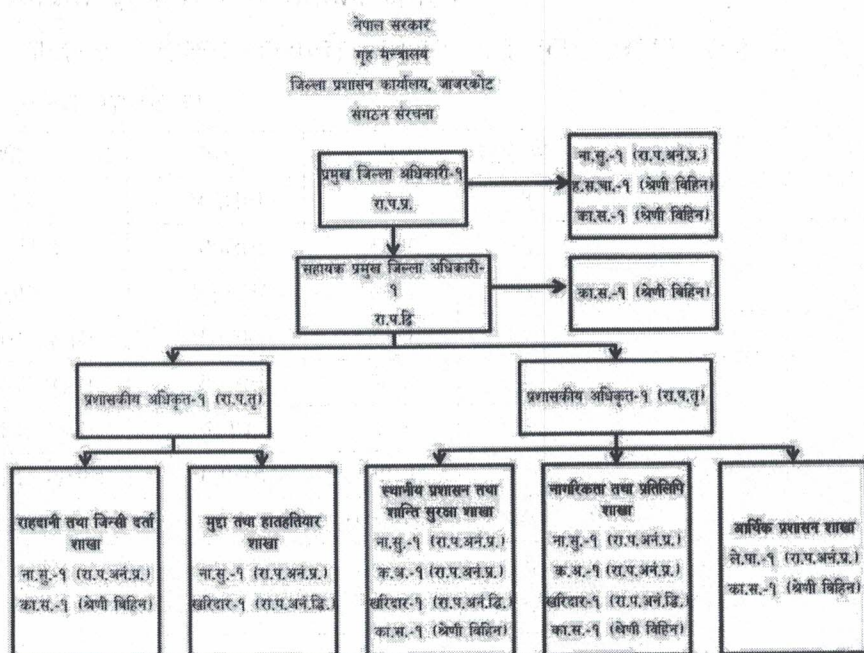 नेपाल सरकार
गृह मन्त्रालय
जिल्ला प्रशासन कार्यालय, जाजरकोट
संगठन संरचना
प्रमुख जिल्ला अधिकारी-१
रा.प.प्र.
ना.सु.-१ (रा.प.अनं.प्र.)
ह.स.चा.-१ (श्रेणी विहिन)
का.स.-१ (श्रेणी विहिन)
सहायक प्रमुख जिल्ला अधिकारी-
१
रा.प.द्वि
का.स.-१ (श्रेणी विहिन)
प्रशासकीय अधिकृत-१ (रा.प.तृ)
प्रशासकीय अधिकृत-१ (रा.प.तृ)
राहदानी तथा जिन्सी दर्ता
शाखा
ना.सु.-१ (रा.प.अनं.प्र.)
का.स.-१ (श्रेणी विहिन)
मुद्दा तथा हातहतियार
शाखा
ना.सु.-१ (रा.प.अनं.प्र.)
खरिदार-१ (रा.प.अनं.द्वि.)
स्थानीय प्रशासन तथा
शान्ति सुरक्षा शाखा
ना.सु.-१ (रा.प.अनं.प्र.)
क.अ.-१ (रा.प.अनं.प्र.)
खरिदार-१ (रा.प.अनं.द्वि.)
का.स.-१ (श्रेणी विहिन)
नागरिकता तथा प्रतिलिपि
शाखा
ना.सु.-१ (रा.प.अनं.प्र.)
क.अ.-१ (रा.प.अनं.प्र.)
खरिदार-१ (रा.प.अनं.द्वि.)
का.स.-१ (श्रेणी विहिन)
आर्थिक प्रशासन शाखा
ले.पा.-१ (रा.प.अनं.प्र.)
का.स.-१ (श्रेणी विहिन)